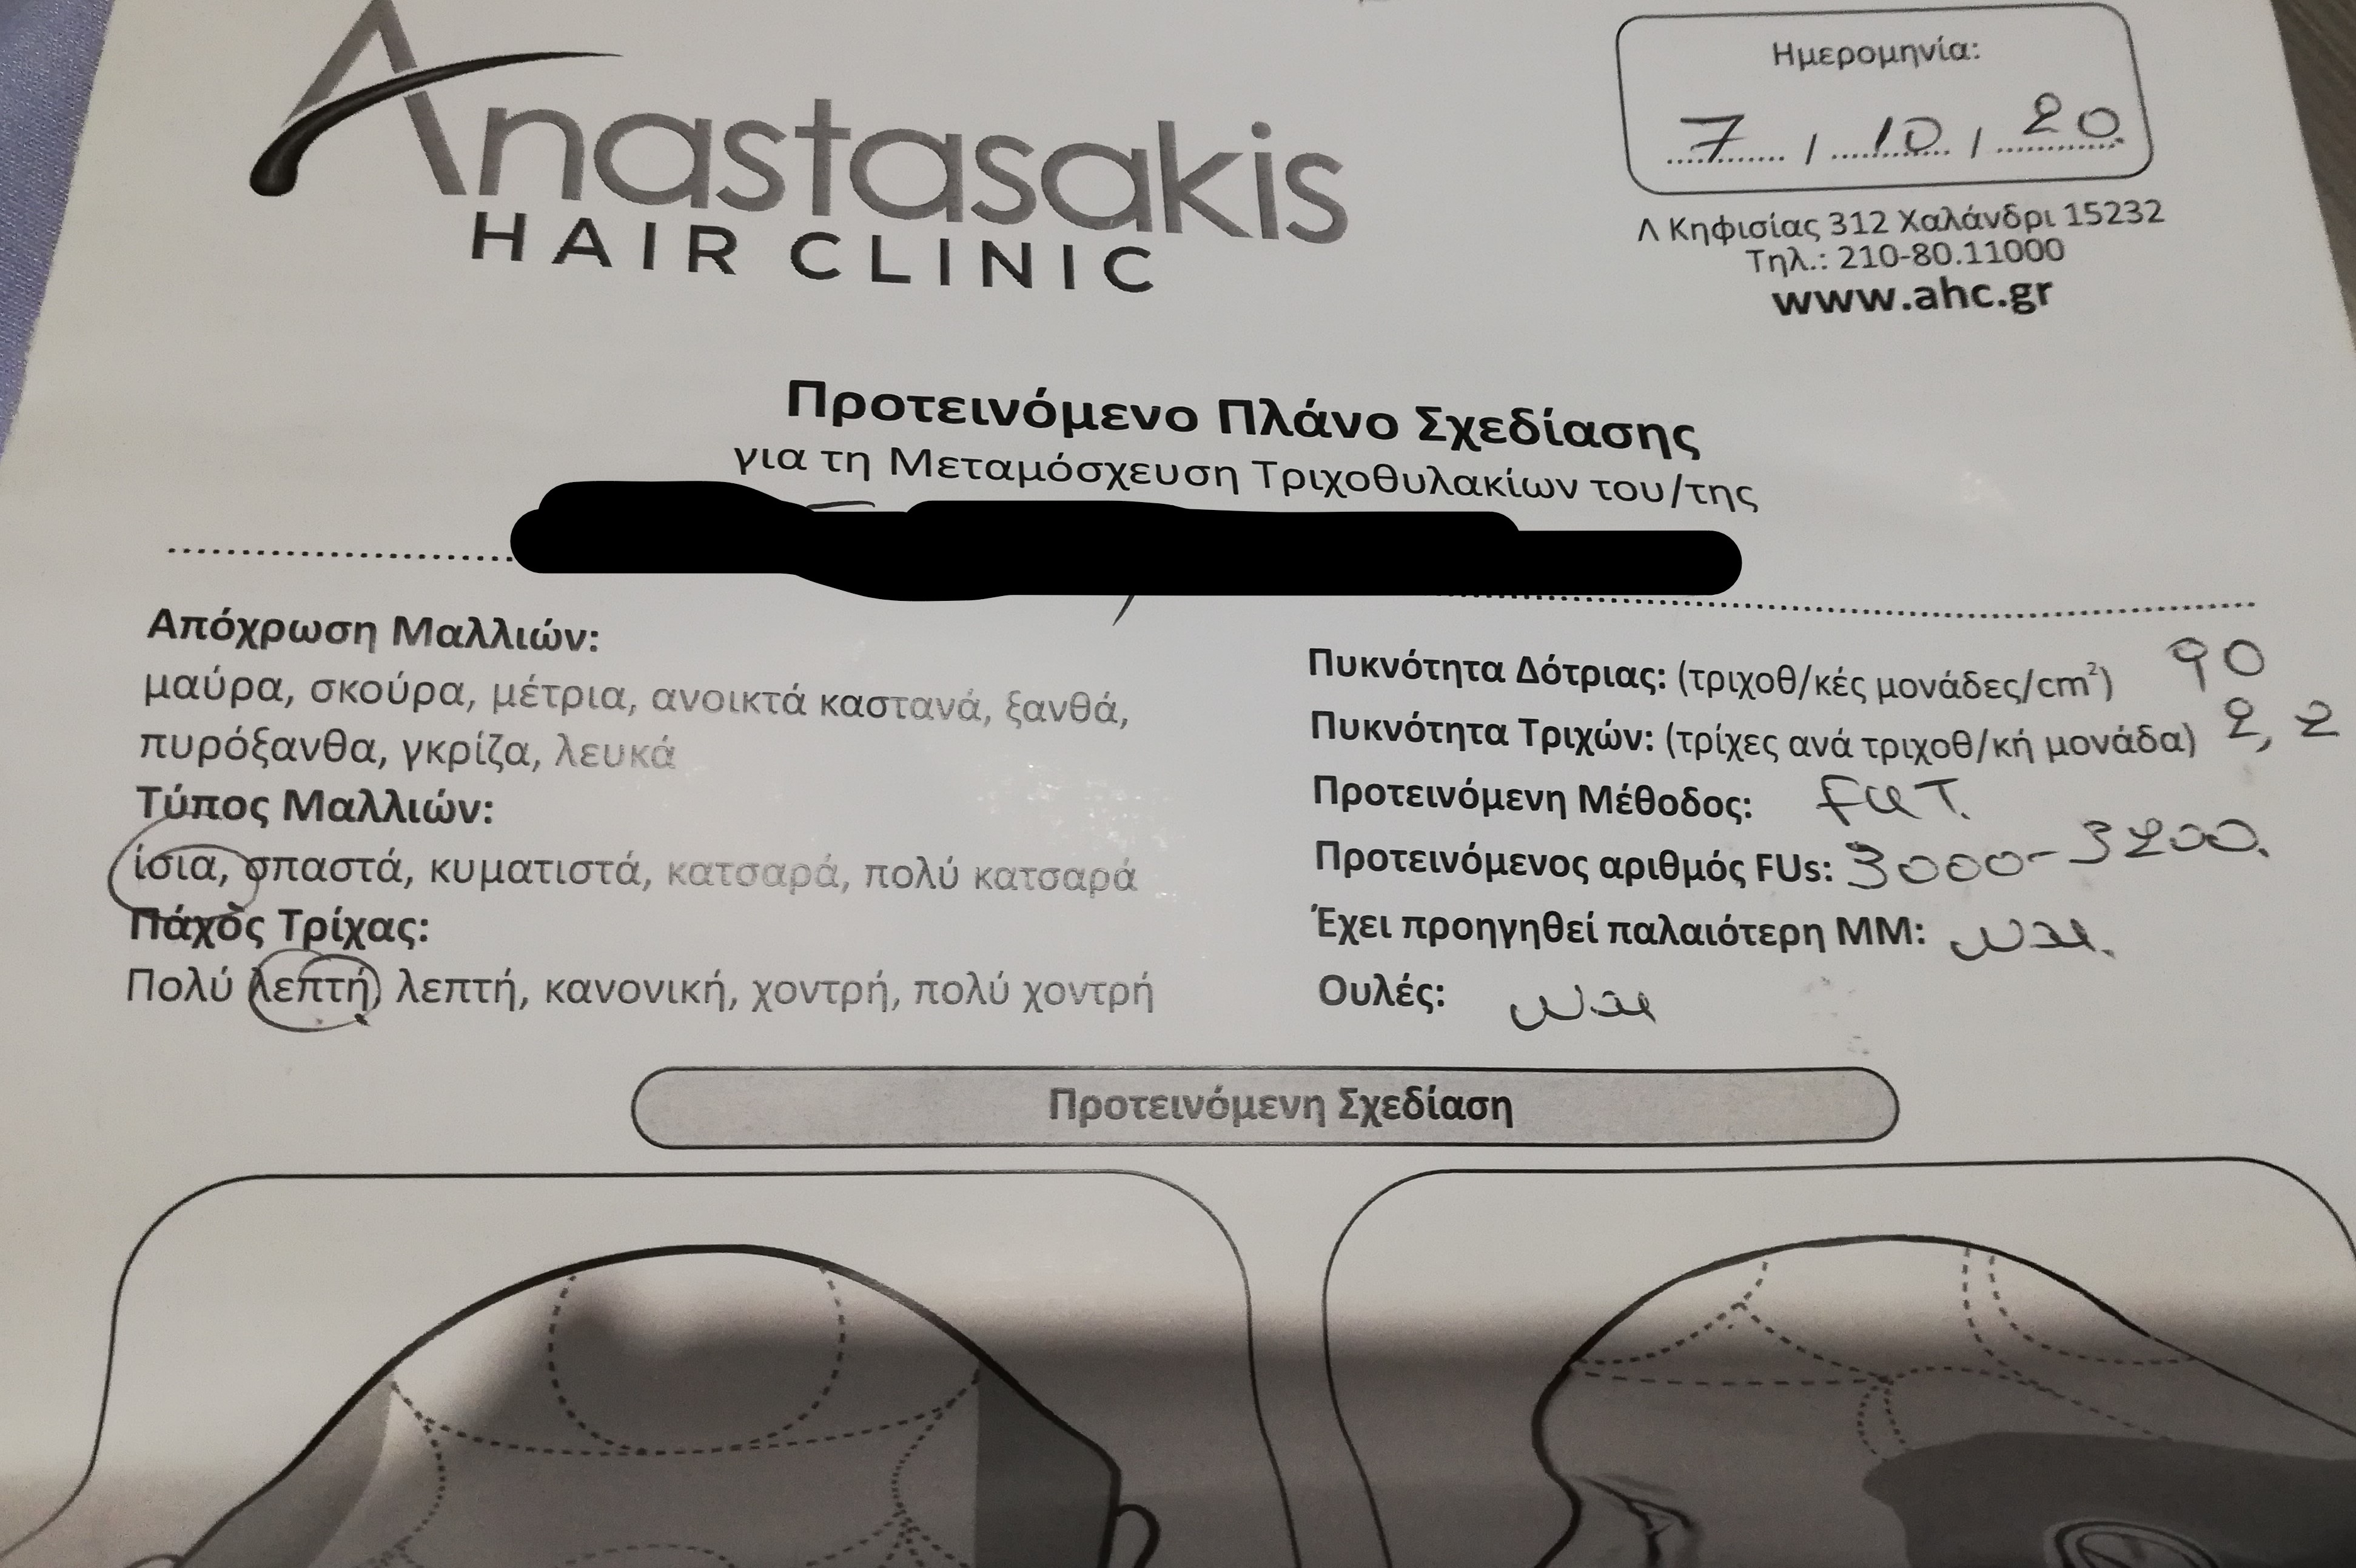 Anastasakis
HAIR CLINIC
Ημερομηνία:
7 / 10 / 20
Λ Κηφισίας 312 Χαλάνδρι 15232
Τηλ.: 210-80.11000
www.ahc.gr
Προτεινόμενο Πλάνο Σχεδίασης
για τη Μεταμόσχευση Τριχοθυλακίων του/της
Απόχρωση Μαλλιών:
μαύρα, σκούρα, μέτρια, ανοικτά καστανά, ξανθά,
πυρόξανθα, γκρίζα, λευκά
Τύπος Μαλλιών:
ίσια, σπαστά, κυματιστά, κατσαρά, πολύ κατσαρά
Πάχος Τρίχας:
Πολύ λεπτή, λεπτή, κανονική, χοντρή, πολύ χοντρή
Πυκνότητα Δότριας: (τριχοθ/κές μονάδες/cm²) 90
Πυκνότητα Τριχών: (τρίχες ανά τριχοθ/κή μονάδα) 2,2
Προτεινόμενη Μέθοδος: FUT.
Προτεινόμενος αριθμός FUs: 3000-3200.
Έχει προηγηθεί παλαιότερη ΜΜ:
Ουλές:
Προτεινόμενη Σχεδίαση